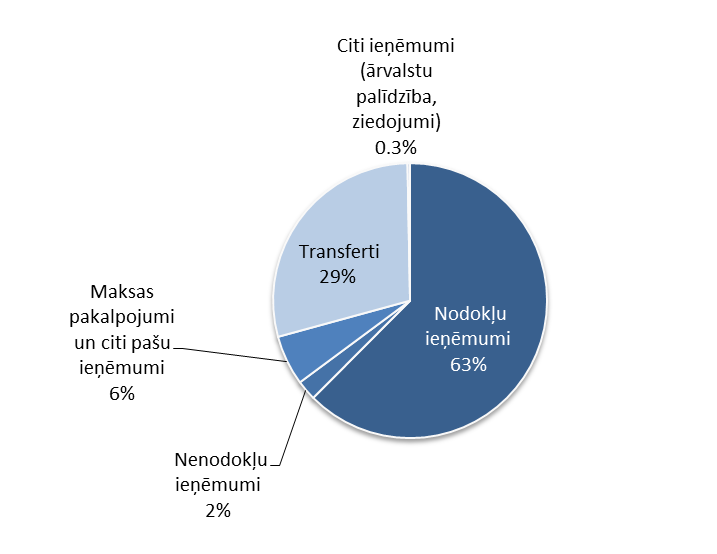 Citi ieņēmumi
(ārvalstu
palīdzība,
ziedojumi)
0.3%
Transferti
29%
Maksas
pakalpojumi
un citi pašu
ieņēmumi
6%
Nodokļu
ieņēmumi
63%
Nenodokļu
ieņēmumi
2%